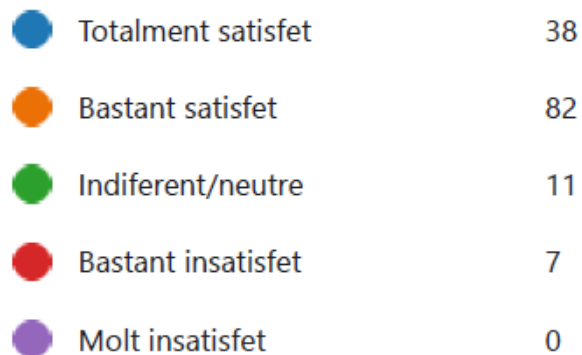 Totalment satisfet 38
Bastant satisfet 82
Indiferent/neutre 11
Bastant insatisfet 7
Molt insatisfet 0